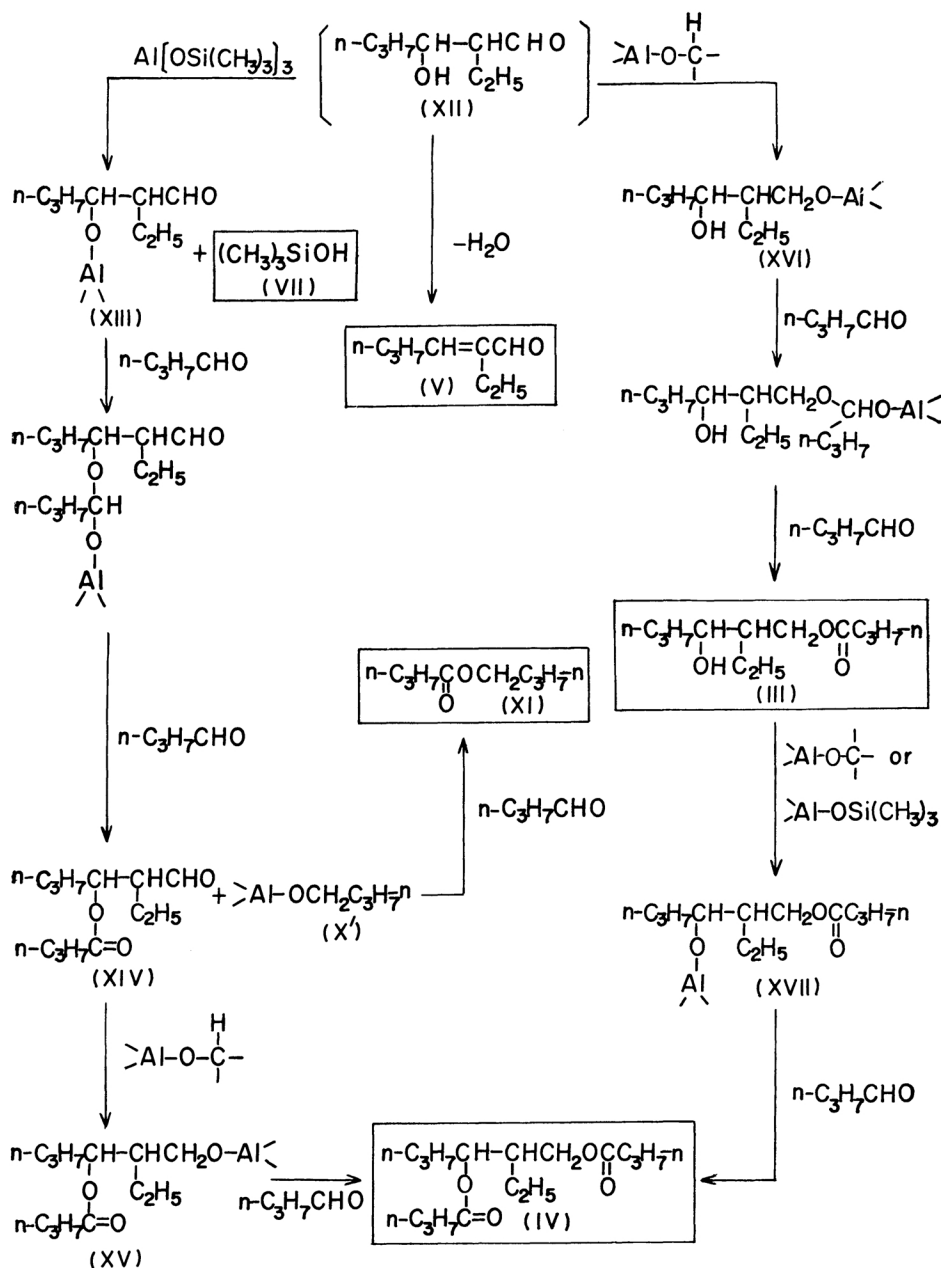 Al[OSi(CH₃)₃]₃
n-C₃H₇CH-CHCHO
OH C₂H₅
(XII)
H
>Al-O-C-
n-C₃H₇CH-CHCHO
O C₂H₅
Al
(XIII)
+ (CH₃)₃SiOH
(VII)
-H₂O
n-C₃H₇CH-CHCH₂O-Al
OH C₂H₅
(XVI)
n-C₃H₇CHO
n-C₃H₇CH=CCHO
(V) C₂H₅
n-C₃H₇CHO
n-C₃H₇CH-CHCH₂O
CHO-Al
OH C₂H₅ n-C₃H₇
n-C₃H₇CH-CHCHO
O C₂H₅
n-C₃H₇CH
O
Al
n-C₃H₇CHO
n-C₃H₇CH-CHCH₂OCC₃H₇-n
OH C₂H₅ O
(III)
n-C₃H₇COCH₂C₃H₇-n
O (XI)
n-C₃H₇CHO
>Al-O-C- or
>Al-OSi(CH₃)₃
n-C₃H₇CHO
n-C₃H₇CH-CHCHO
O C₂H₅
n-C₃H₇C=O
(XIV)
+ >Al-OCH₂C₃H₇-n
(X′)
n-C₃H₇CH-CHCH₂OCC₃H₇-n
O C₂H₅ O
Al
(XVII)
H
>Al-O-C-
n-C₃H₇CHO
n-C₃H₇CH-CHCH₂O-Al
O C₂H₅
n-C₃H₇C=O
(XV)
n-C₃H₇CHO
n-C₃H₇CH-CHCH₂OCC₃H₇-n
O C₂H₅ O
n-C₃H₇C=O (IV)